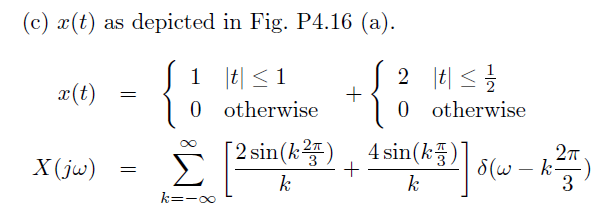 (c) x(t) as depicted in Fig. P4.16 (a).
x(t) = { 1 |t| ≤ 1 0 otherwise + { 2 |t| ≤ 1/2 0 otherwise
X(jω) = ∑_{k=-∞}^{∞} [ 2 sin(k 2π/3) / k + 4 sin(k π/3) / k ] δ(ω − k 2π/3)